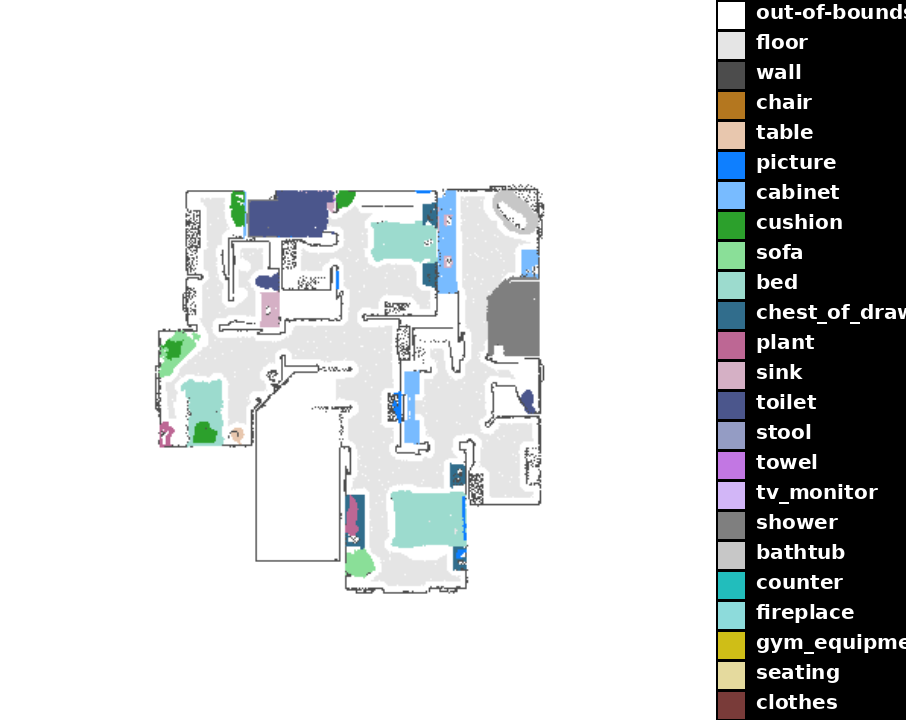 out-of-bounds
floor
wall
chair
table
picture
cabinet
cushion
sofa
bed
chest_of_draw
plant
sink
toilet
stool
towel
tv_monitor
shower
bathtub
counter
fireplace
gym_equipme
seating
clothes